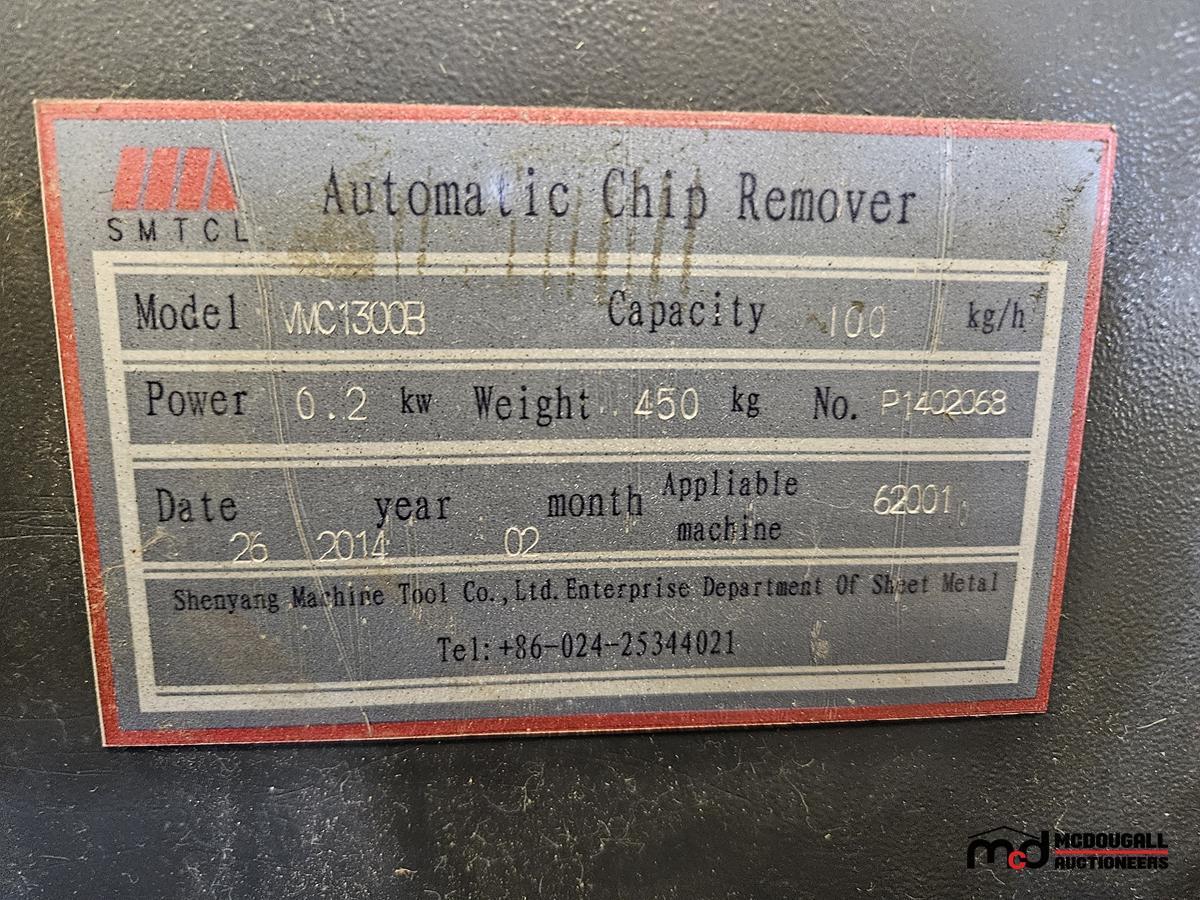 SMTCL
Automatic Chip Remover
Model VMC1300B Capacity 100 kg/h
Power 0.2 kw Weight 450 kg No. P1402068
Date year month Appliable
machine 62001
26 2014 02
Shenyang Machine Tool Co.,Ltd.Enterprise Department Of Sheet Metal
Tel:+86-024-25344021
mcd MCDOUGALL
AUCTIONEERS